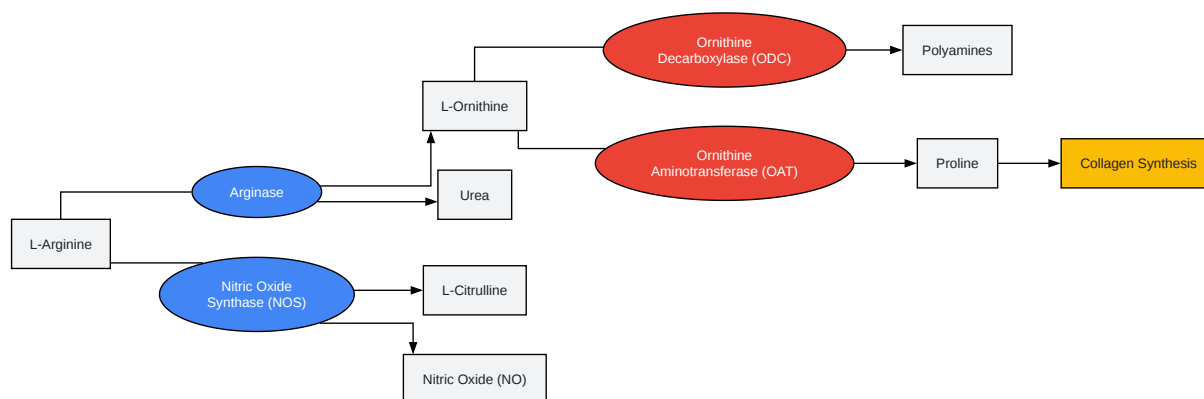 Ornithine
Decarboxylase (ODC)
Polyamines
L-Ornithine
Ornithine
Aminotransferase (OAT)
Proline
Collagen Synthesis
Arginase
Urea
L-Arginine
Nitric Oxide
Synthase (NOS)
L-Citrulline
Nitric Oxide (NO)